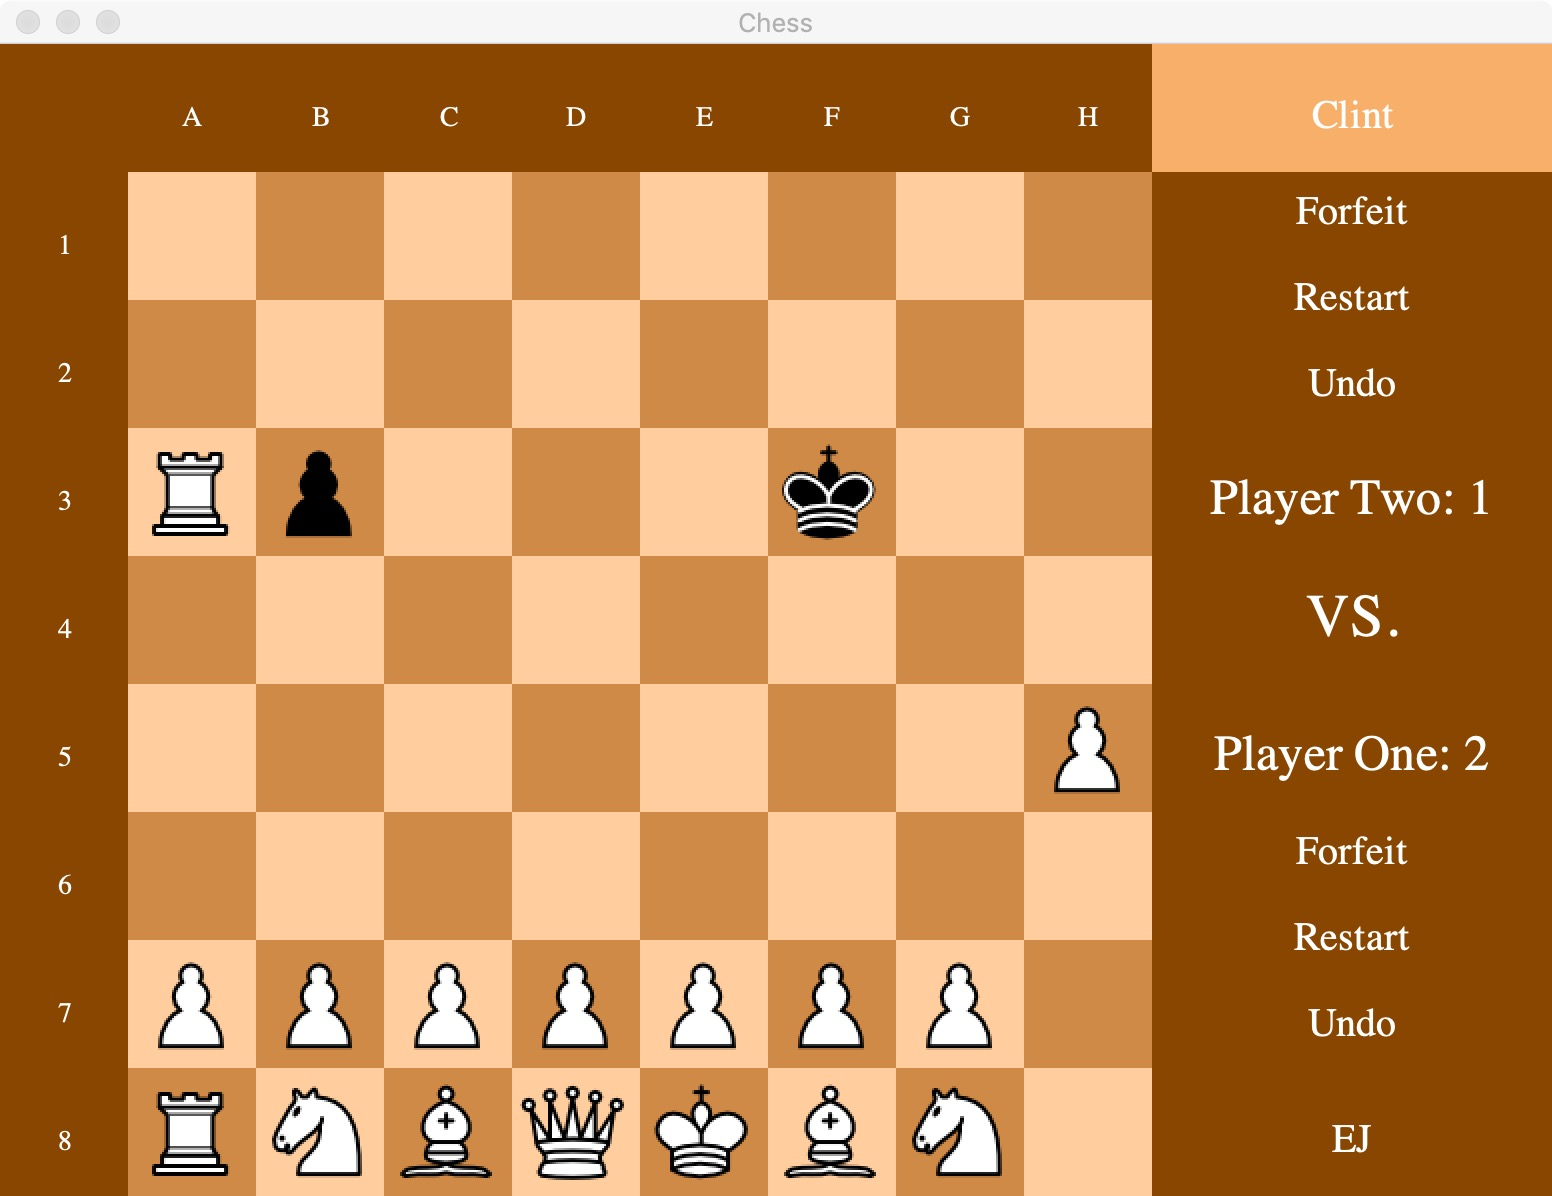 Chess
A B C D E F G H
Clint
Forfeit
1
Restart
2
Undo
3
Player Two: 1
4
VS.
5
Player One: 2
Forfeit
6
Restart
7
Undo
8
EJ